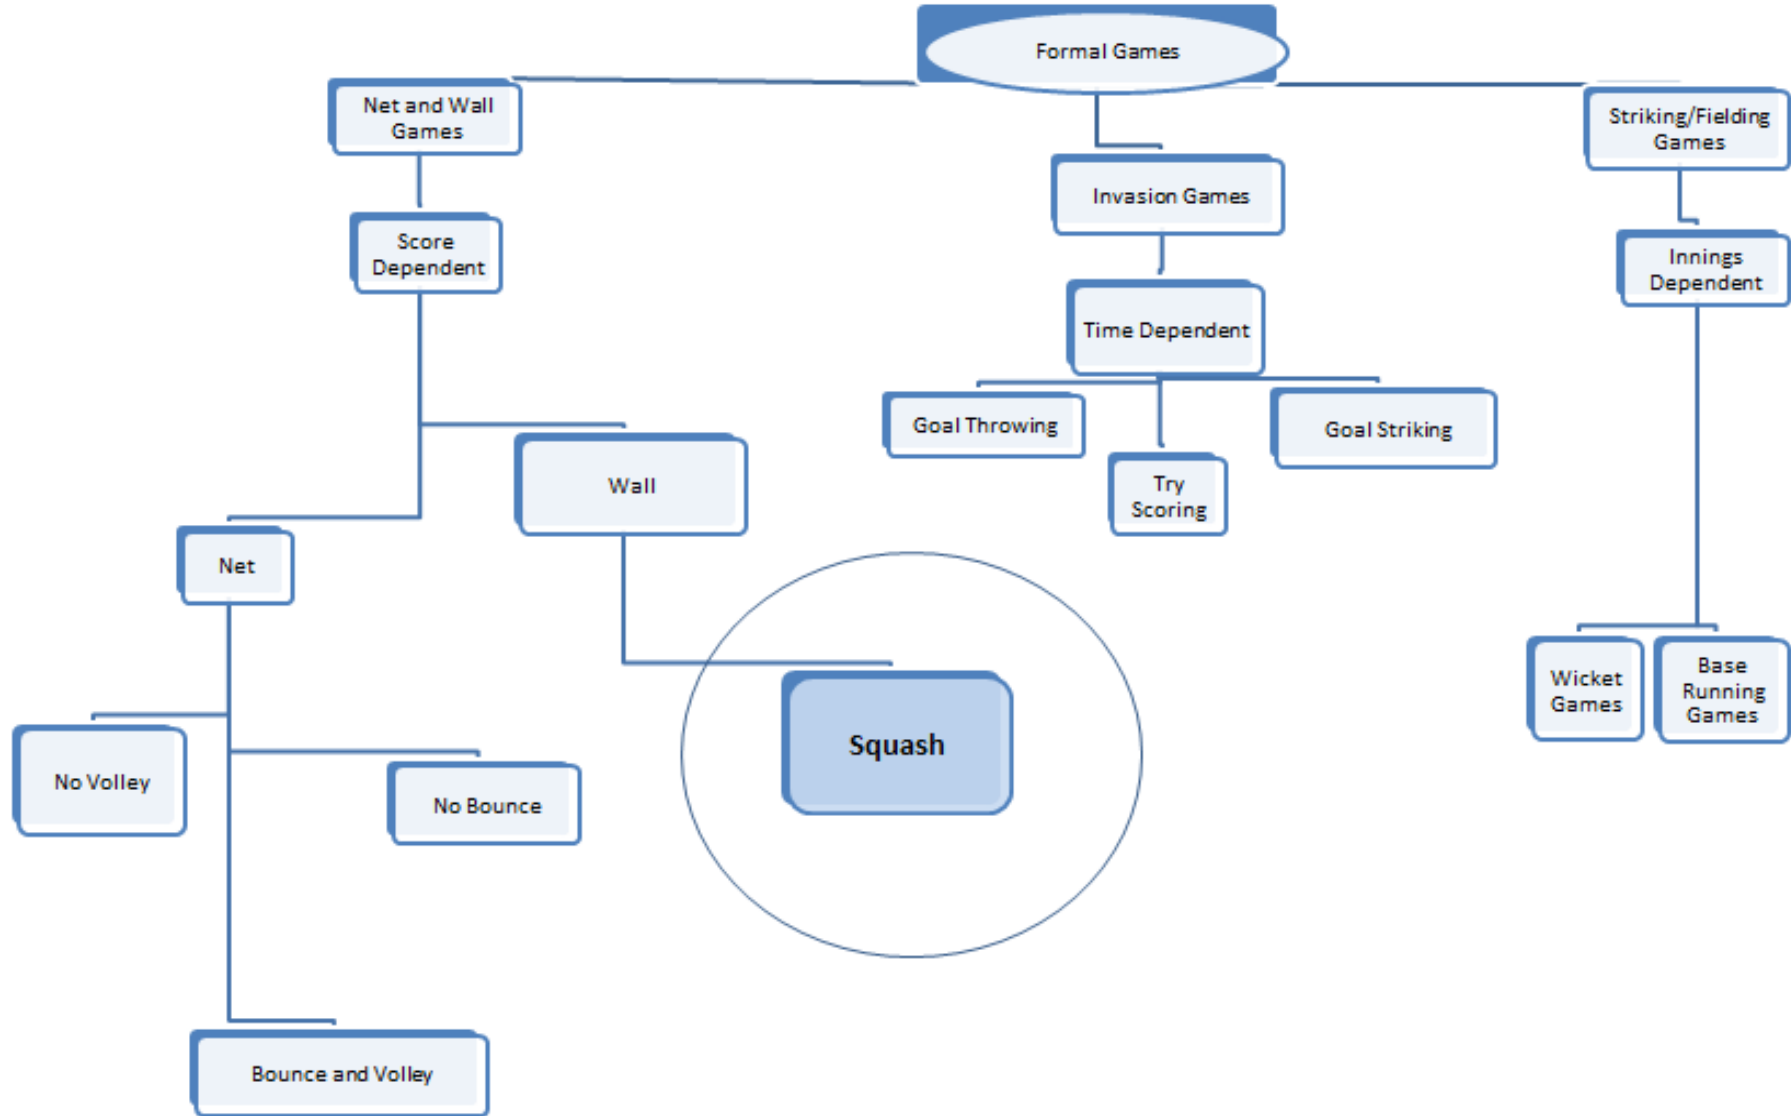 Formal Games
Net and Wall
Games
Striking/Fielding
Games
Invasion Games
Score
Dependent
Innings
Dependent
Time Dependent
Goal Throwing
Goal Striking
Try
Scoring
Wall
Net
Squash
Wicket
Games
Base
Running
Games
No Volley
No Bounce
Bounce and Volley